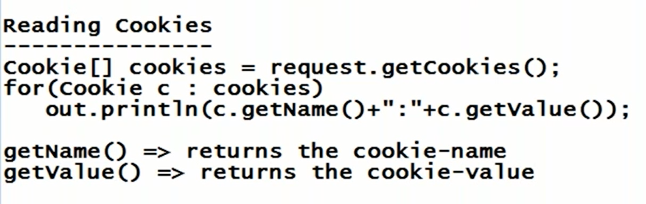 Reading Cookies
---------------
Cookie[] cookies = request.getCookies();
for(Cookie c : cookies)
   out.println(c.getName()+":"+c.getValue());

getName() => returns the cookie-name
getValue() => returns the cookie-value